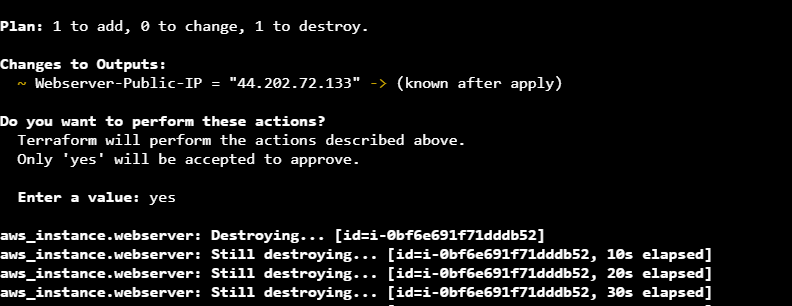 Plan: 1 to add, 0 to change, 1 to destroy.
Changes to Outputs:
~ Webserver-Public-IP = "44.202.72.133" -> (known after apply)
Do you want to perform these actions?
Terraform will perform the actions described above.
Only 'yes' will be accepted to approve.
Enter a value: yes
aws_instance.webserver: Destroying... [id=i-0bf6e691f71dddb52]
aws_instance.webserver: Still destroying... [id=i-0bf6e691f71dddb52, 10s elapsed]
aws_instance.webserver: Still destroying... [id=i-0bf6e691f71dddb52, 20s elapsed]
aws_instance.webserver: Still destroying... [id=i-0bf6e691f71dddb52, 30s elapsed]